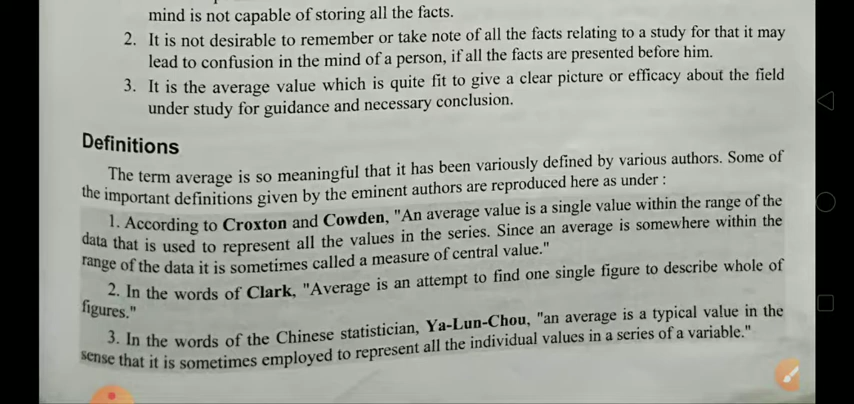 mind is not capable of storing all the facts.
2. It is not desirable to remember or take note of all the facts relating to a study for that it may
lead to confusion in the mind of a person, if all the facts are presented before him.
3. It is the average value which is quite fit to give a clear picture or efficacy about the field
under study for guidance and necessary conclusion.
Definitions
The term average is so meaningful that it has been variously defined by various authors. Some of
the important definitions given by the eminent authors are reproduced here as under :
1. According to Croxton and Cowden, "An average value is a single value within the range of the
data that is used to represent all the values in the series. Since an average is somewhere within the
range of the data it is sometimes called a measure of central value."
2. In the words of Clark, "Average is an attempt to find one single figure to describe whole of
figures."
3. In the words of the Chinese statistician, Ya-Lun-Chou, "an average is a typical value in the
sense that it is sometimes employed to represent all the individual values in a series of a variable."